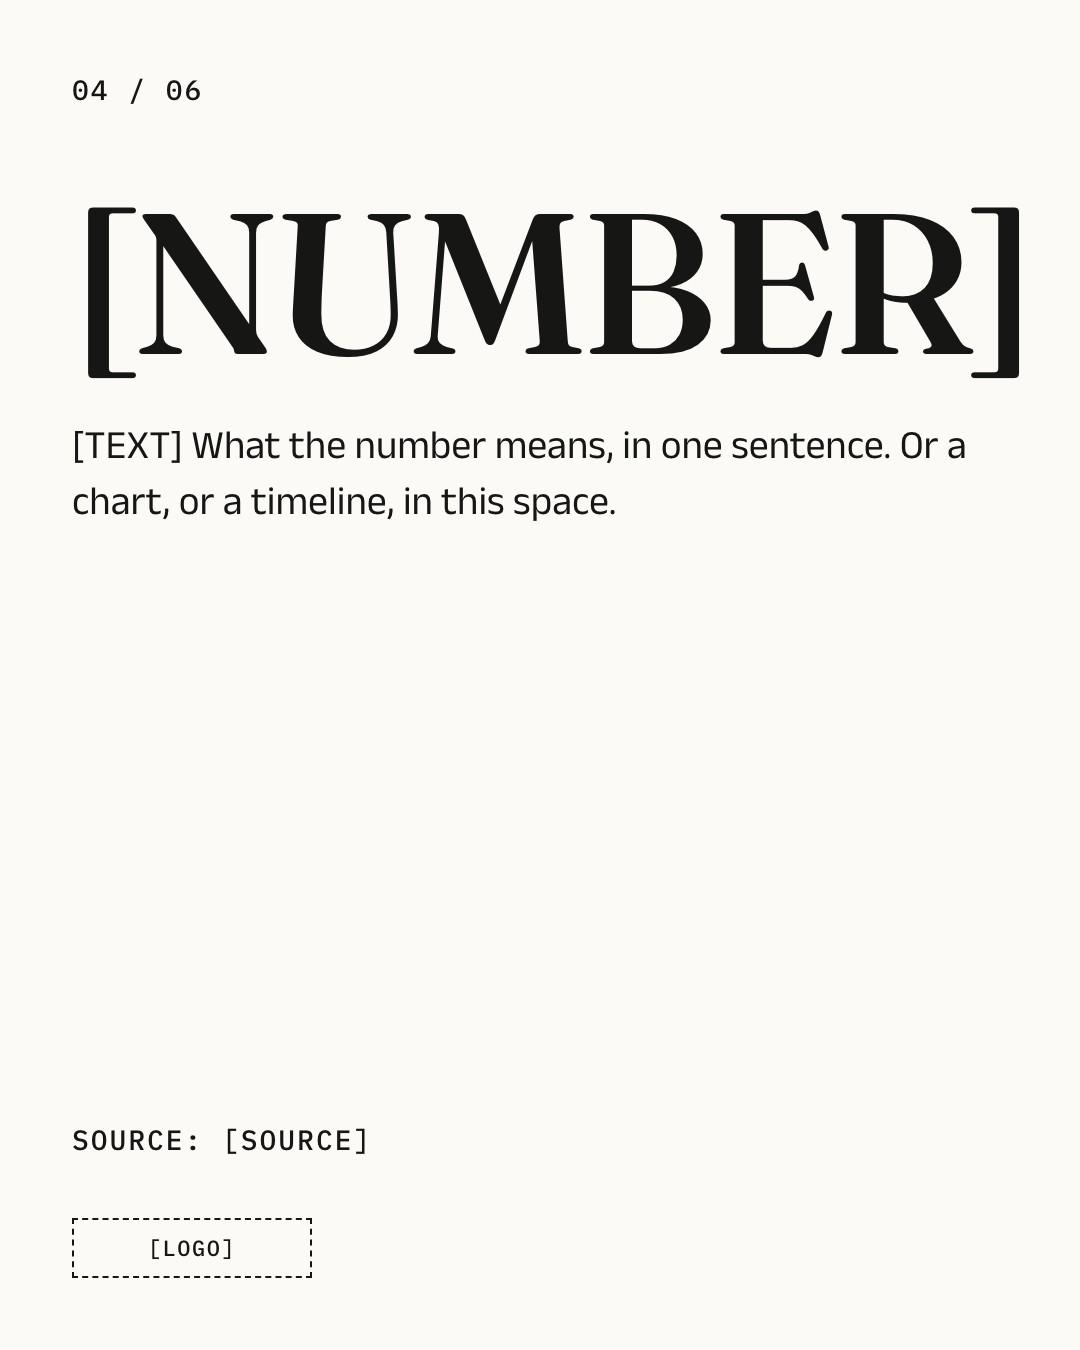 04 / 06
[NUMBER]
[TEXT] What the number means, in one sentence. Or a
chart, or a timeline, in this space.
SOURCE: [SOURCE]
[LOGO]